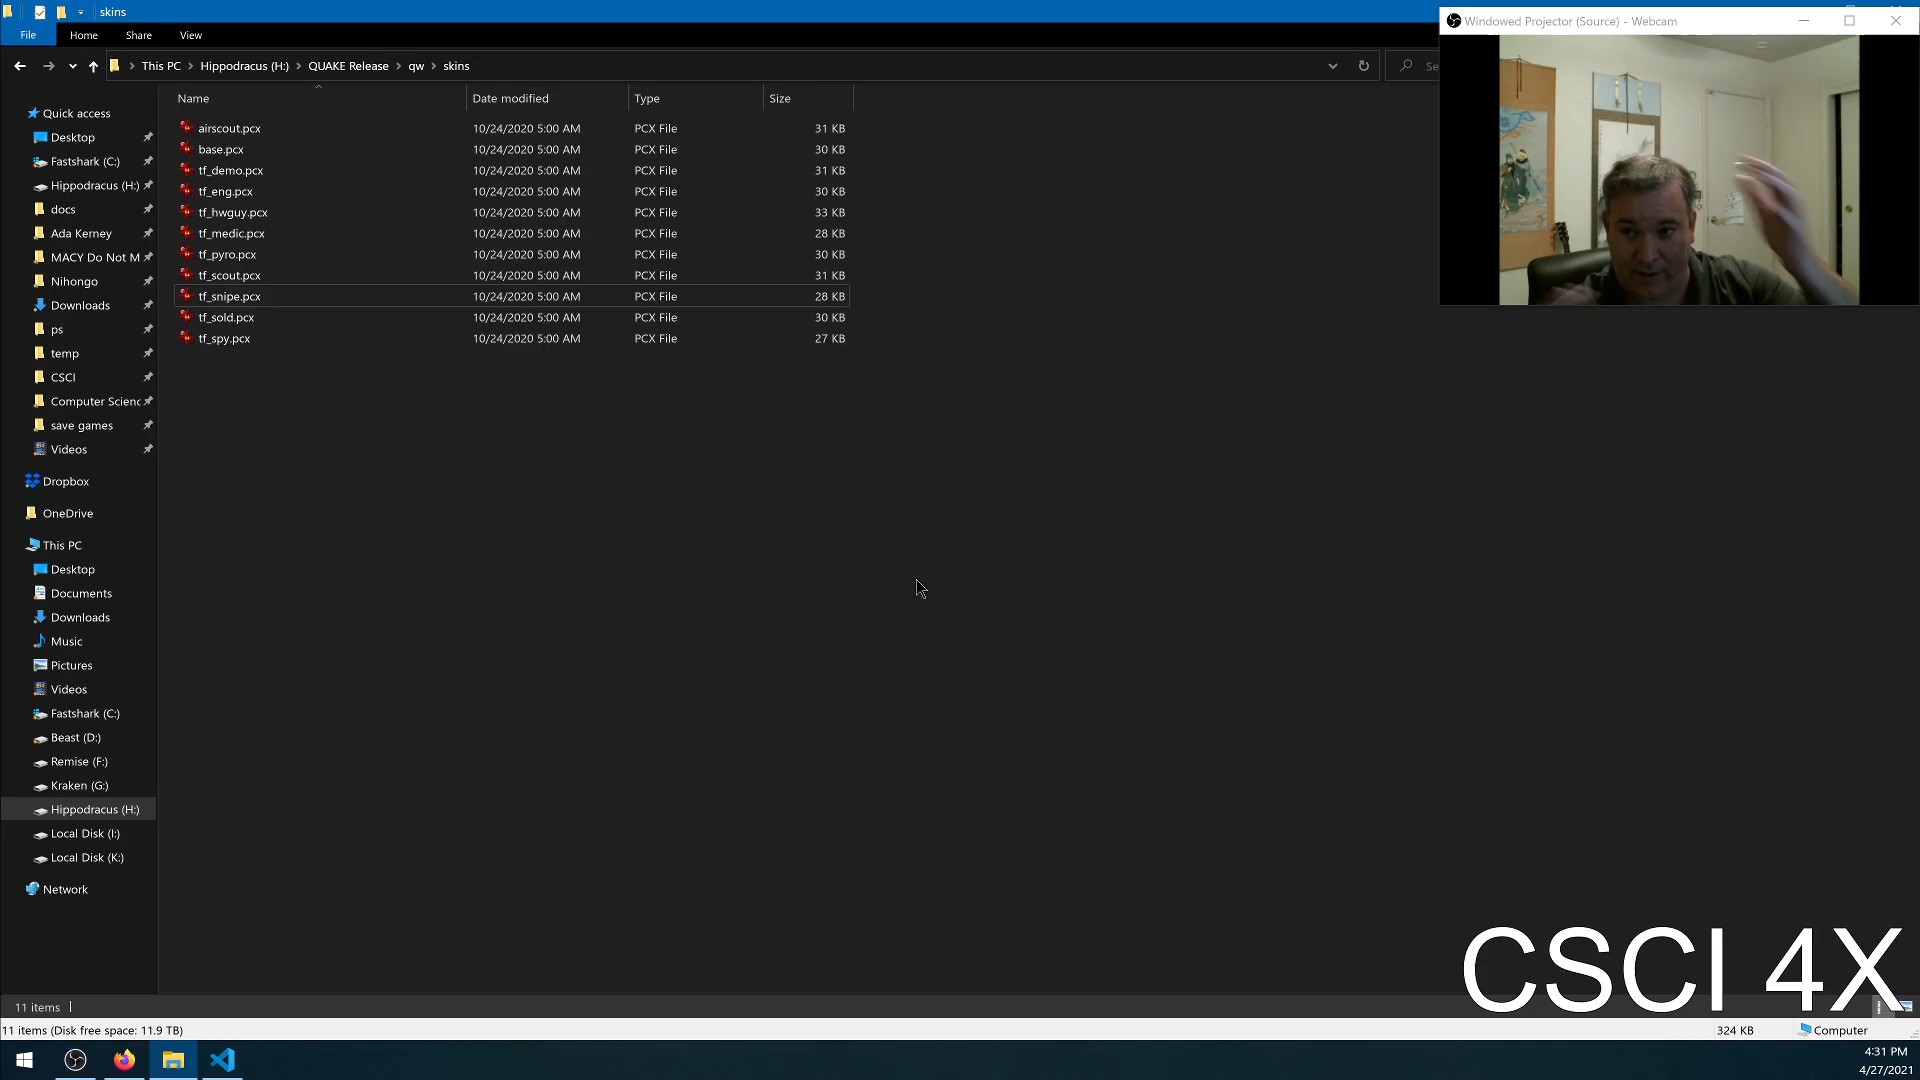 skins
Windowed Projector (Source) - Webcam
File Home Share View
This PC Hippodracus (H:) QUAKE Release qw skins
Se
Name Date modified Type Size
airscout.pcx 10/24/2020 5:00 AM PCX File 31 KB
base.pcx 10/24/2020 5:00 AM PCX File 30 KB
tf_demo.pcx 10/24/2020 5:00 AM PCX File 31 KB
tf_eng.pcx 10/24/2020 5:00 AM PCX File 30 KB
tf_hwguy.pcx 10/24/2020 5:00 AM PCX File 33 KB
tf_medic.pcx 10/24/2020 5:00 AM PCX File 28 KB
tf_pyro.pcx 10/24/2020 5:00 AM PCX File 30 KB
tf_scout.pcx 10/24/2020 5:00 AM PCX File 31 KB
tf_snipe.pcx 10/24/2020 5:00 AM PCX File 28 KB
tf_sold.pcx 10/24/2020 5:00 AM PCX File 30 KB
tf_spy.pcx 10/24/2020 5:00 AM PCX File 27 KB
Quick access
Desktop
Fastshark (C:)
Hippodracus (H:)
docs
Ada Kerney
MACY Do Not M
Nihongo
Downloads
ps
temp
CSCI
Computer Scienc
save games
Videos
Dropbox
OneDrive
This PC
Desktop
Documents
Downloads
Music
Pictures
Videos
Fastshark (C:)
Beast (D:)
Remise (F:)
Kraken (G:)
Hippodracus (H:)
Local Disk (I:)
Local Disk (K:)
Network
CSCI 4X
11 items
11 items (Disk free space: 11.9 TB) 324 KB Computer
4:31 PM
4/27/2021